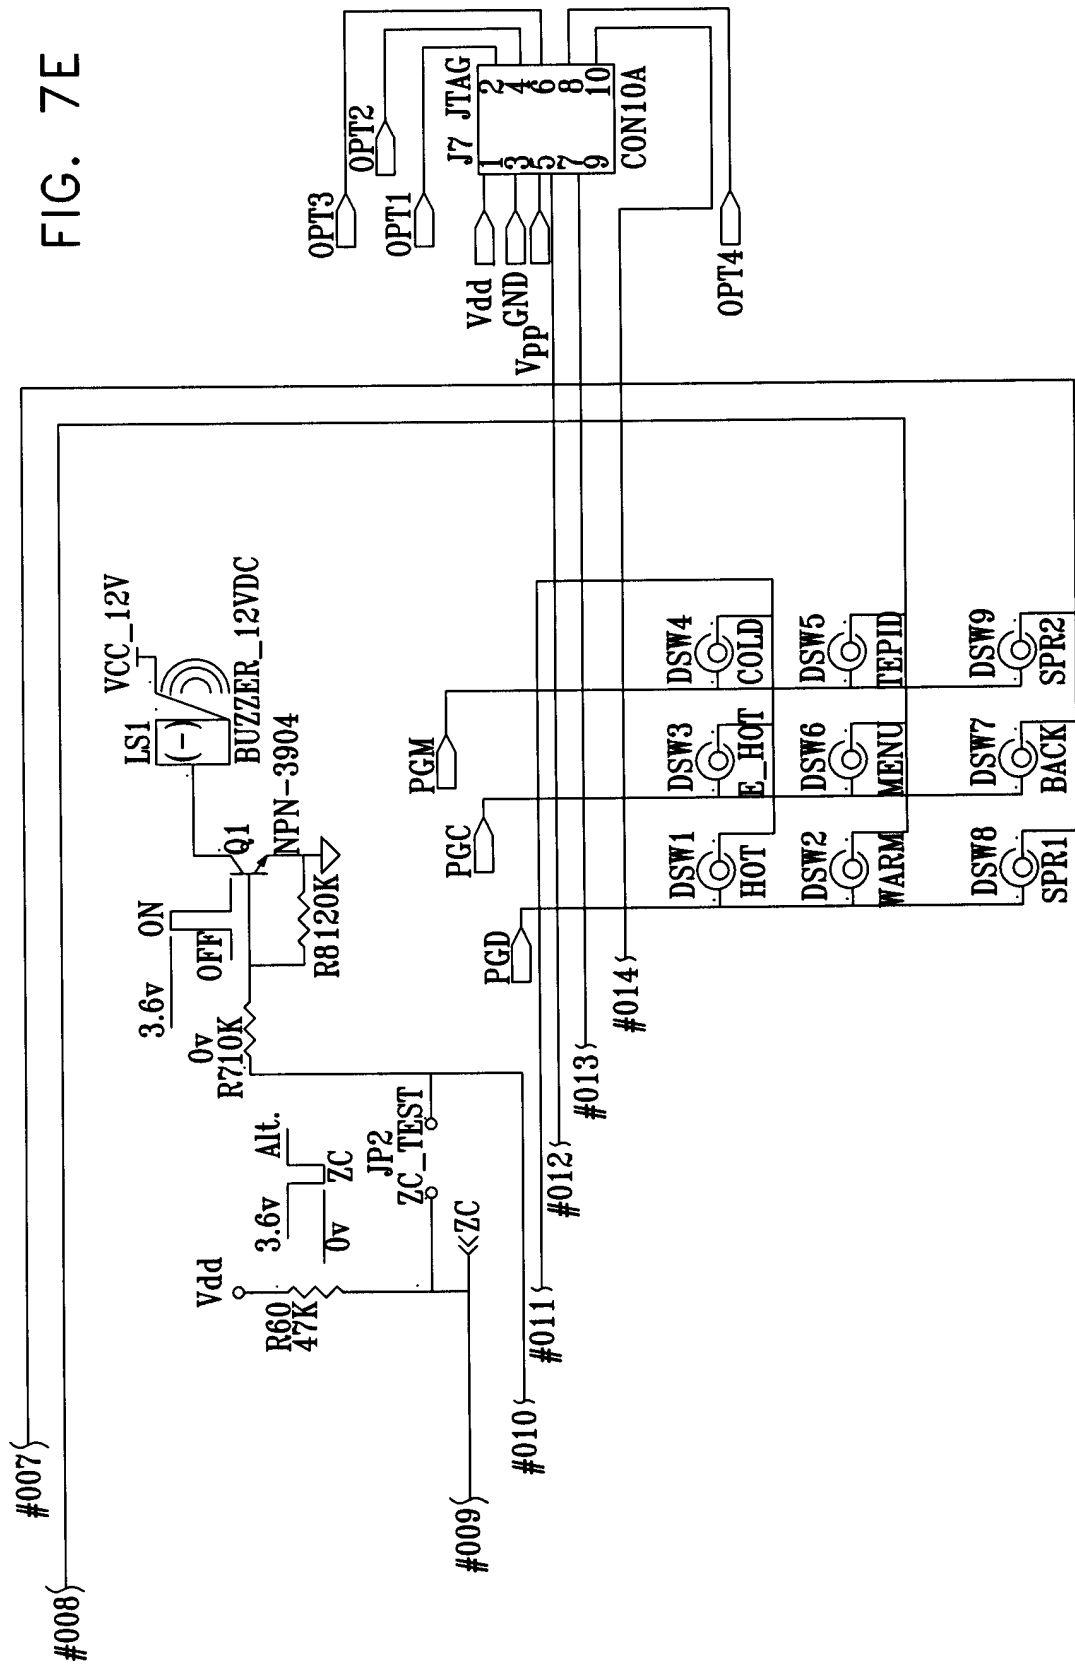 FIG. 7E
#007
#008
VCC_12V
LS1
(-)
BUZZER_12VDC
3.6v
ON
OFF
0v
Q1
NPN-3904
R710K
R8120K
3.6v
Alt.
0v
ZC
Vdd
R60
47K
JP2
ZC_TEST
ZC
#009
#010
#011
#012
#013
#014
OPT3
OPT2
OPT1
Vdd
GND
Vpp
OPT4
J7 JTAG
1 2
3 4
5 6
7 8
9 10
CON10A
PGM
PGC
PGD
DSW1
HOT
DSW3
E_HOT
DSW4
COLD
DSW2
WARM
DSW6
MENU
DSW5
TEPID
DSW8
SPR1
DSW7
BACK
DSW9
SPR2